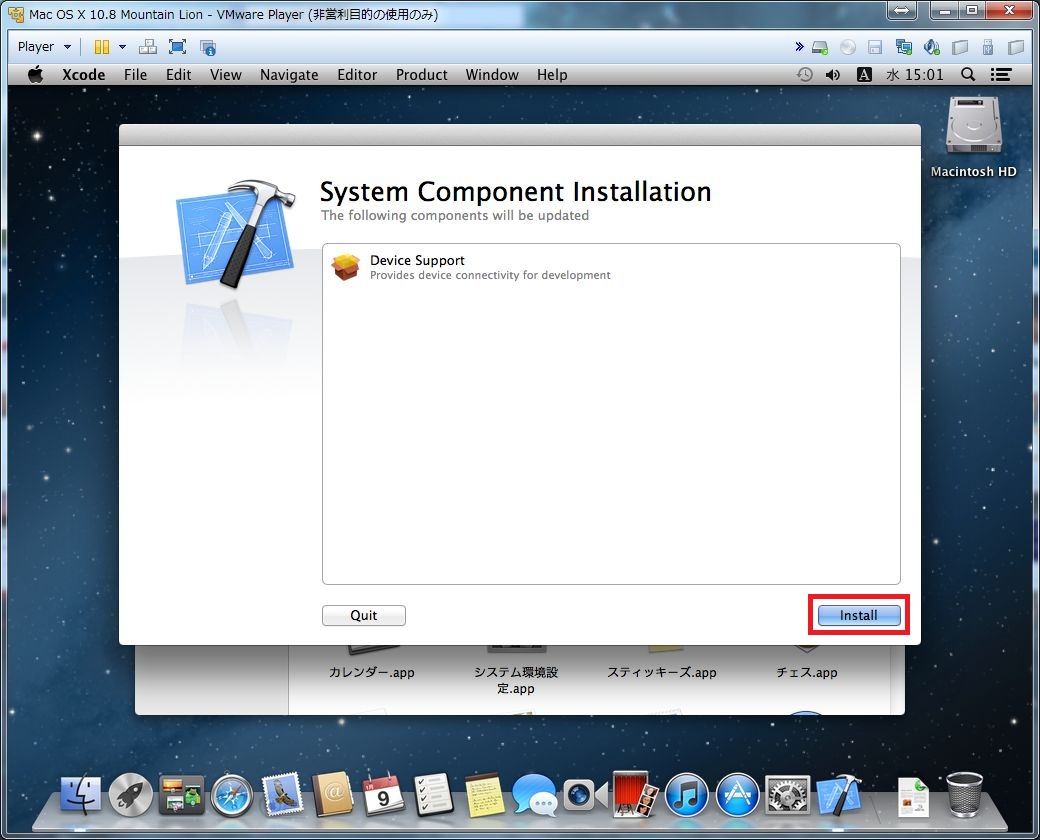 Mac OS X 10.8 Mountain Lion - VMware Player (非営利目的の使用のみ)
Player
Xcode File Edit View Navigate Editor Product Window Help
A 水 15:01
Macintosh HD
System Component Installation
The following components will be updated
Device Support
Provides device connectivity for development
Quit
Install
カレンダー.app
システム環境設
定.app
スティッキーズ.app
チェス.app
9